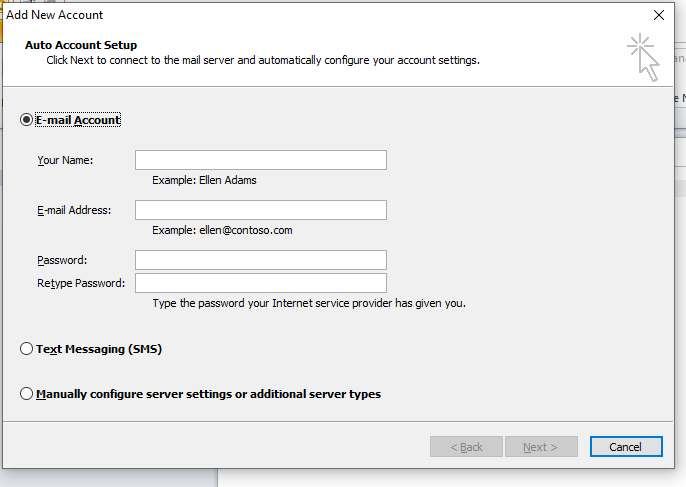 Add New Account
Auto Account Setup
Click Next to connect to the mail server and automatically configure your account settings.
E-mail Account
Your Name:
Example: Ellen Adams
E-mail Address:
Example: ellen@contoso.com
Password:
Retype Password:
Type the password your Internet service provider has given you.
Text Messaging (SMS)
Manually configure server settings or additional server types
< Back
Next >
Cancel